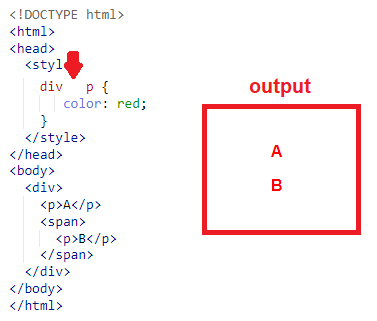 <!DOCTYPE html>
<html>
<head>
<styl
div p {
color: red;
}
</style>
</head>
<body>
<div>
<p>A</p>
<span>
<p>B</p>
</span>
</div>
</body>
</html>
output
A
B